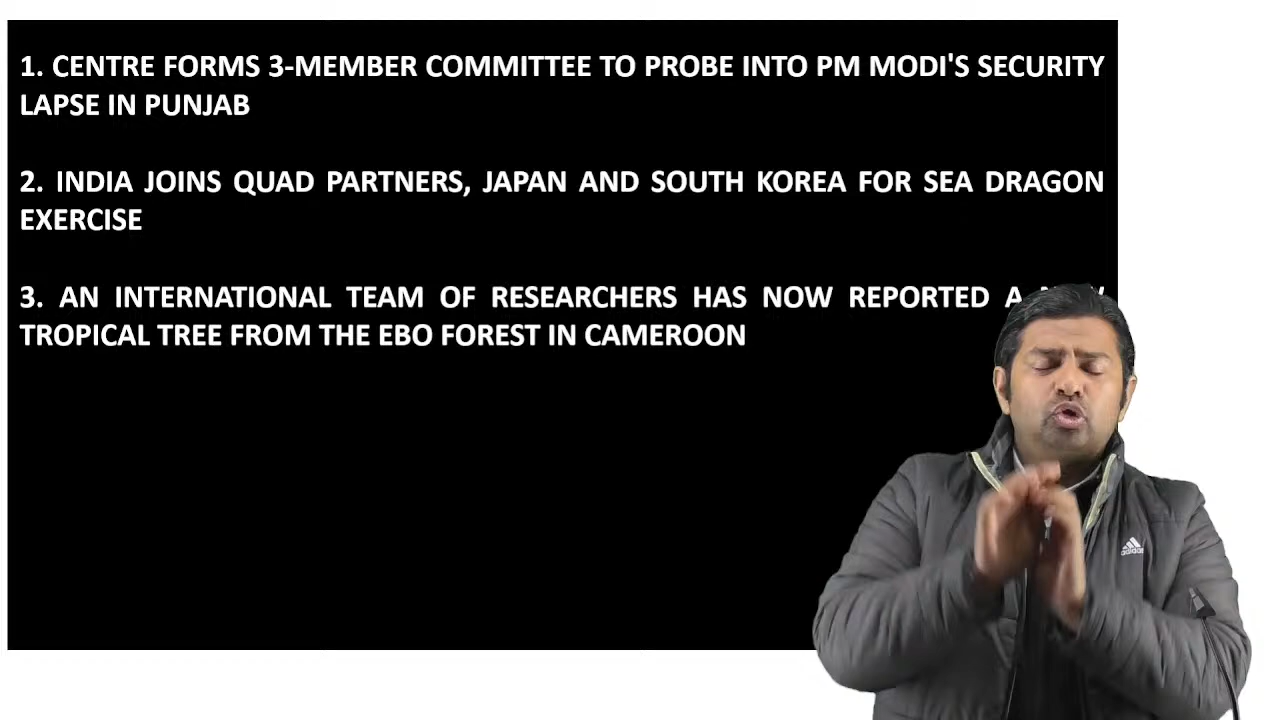 1. CENTRE FORMS 3-MEMBER COMMITTEE TO PROBE INTO PM MODI'S SECURITY
LAPSE IN PUNJAB
2. INDIA JOINS QUAD PARTNERS, JAPAN AND SOUTH KOREA FOR SEA DRAGON
EXERCISE
3. AN INTERNATIONAL TEAM OF RESEARCHERS HAS NOW REPORTED A
TROPICAL TREE FROM THE EBO FOREST IN CAMEROON
adidas